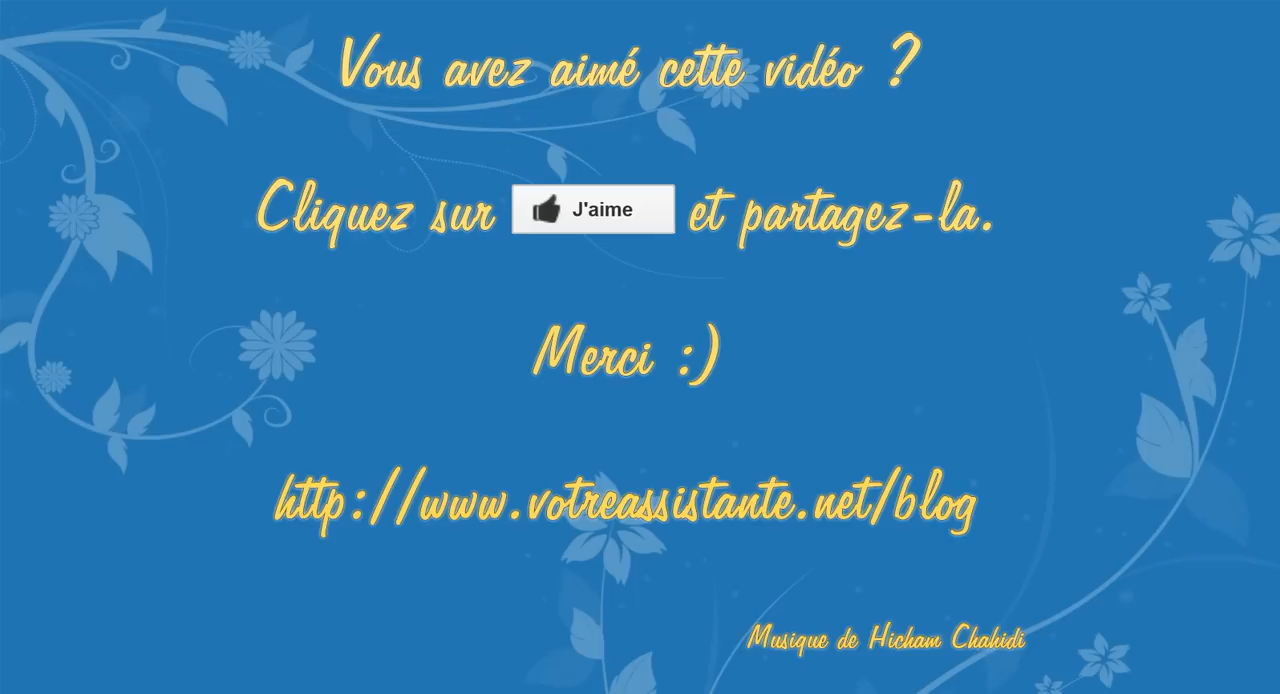 Vous avez aimé cette vidéo ?
Cliquez sur J'aime et partagez-la.
Merci :)
http://www.votreassistante.net/blog
Musique de Hicham Chahidi